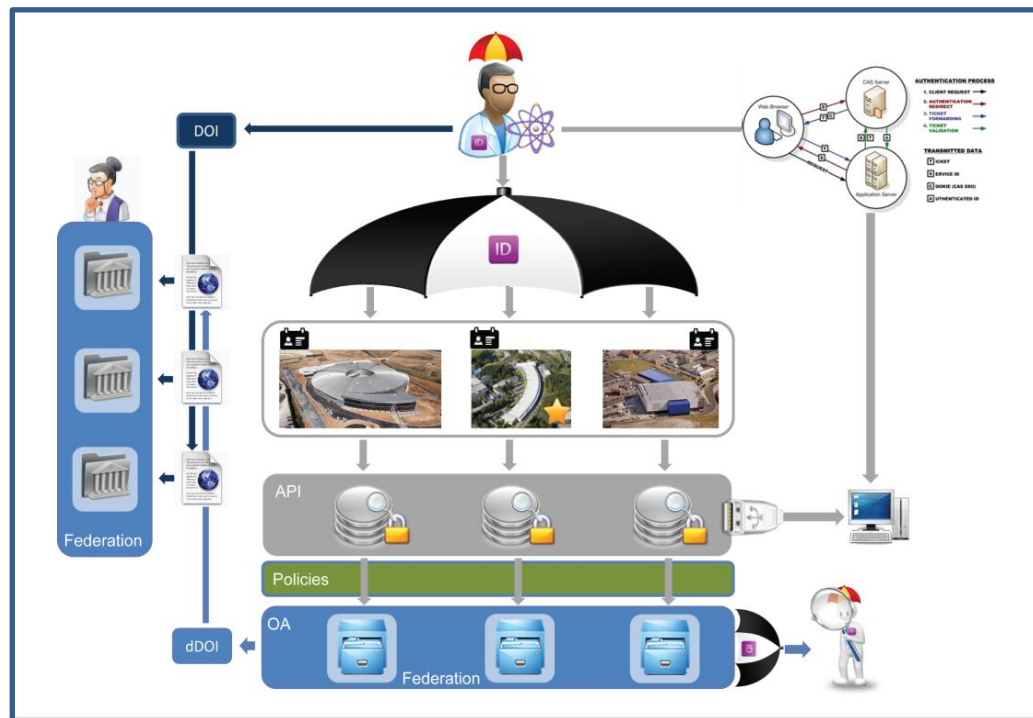 DOI
ID
Web Browser
CAS Server
Application Server
REQUEST
AUTHENTICATION PROCESS
1. CLIENT REQUEST
2. AUTHENTICATION
REDIRECT
3. TICKET
FORWARDING
4. TICKET
VALIDATION
TRANSMITTED DATA
T ICKET
S ERVICE ID
C OOKIE (CAS SSO)
A UTHENTICATED ID
ID
Federation
API
Policies
OA
dDOI
Federation
ID